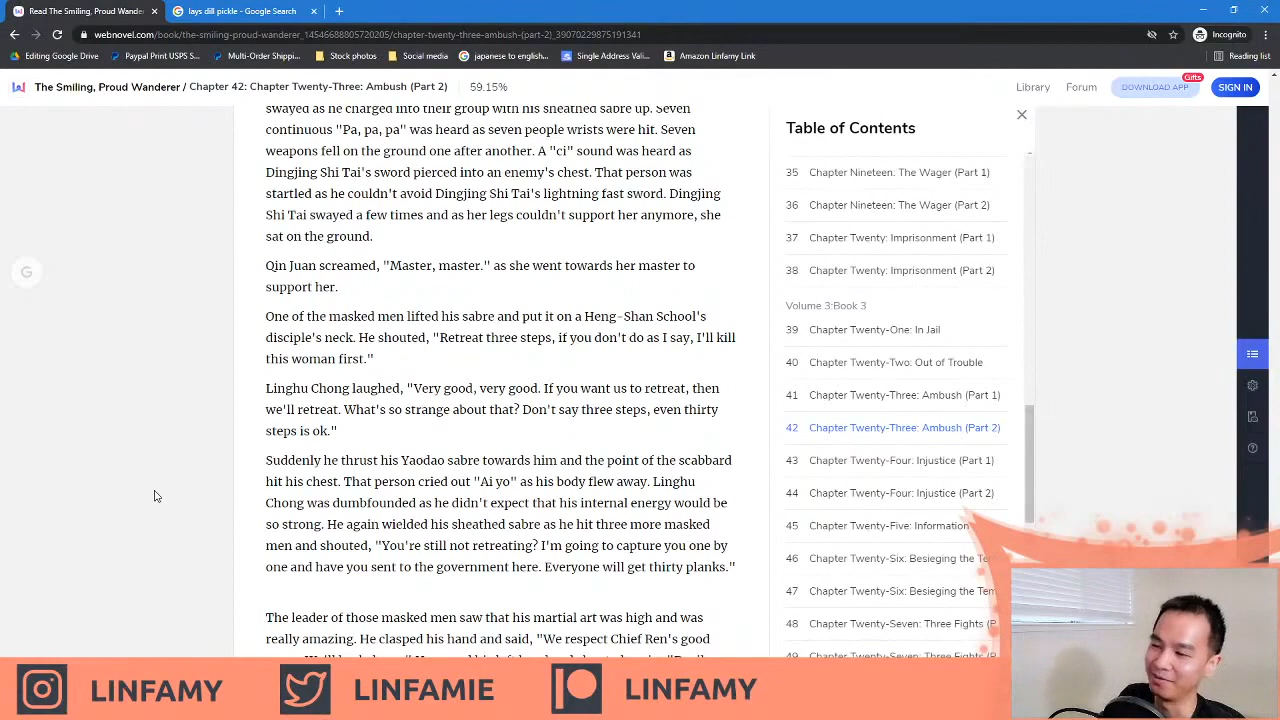 Read The Smiling, Proud Wande
lays dill pickle - Google Search
webnovel.com/book/the-smiling-proud-wanderer_14546688805720205/chapter-twenty-three-ambush-(part-2)_39070229875191341
Incognito
Editing Google Drive
Paypal Print USPS S...
Multi-Order Shippi...
Stock photos
Social media
japanese to english...
Single Address Vali...
Amazon Linfamy Link
Reading list
The Smiling, Proud Wanderer / Chapter 42: Chapter Twenty-Three: Ambush (Part 2) 59.15%
Library
Forum
DOWNLOAD APP
Gifts
SIGN IN
swayed as he charged into their group with his sheathed sabre up. Seven
continuous "Pa, pa, pa" was heard as seven people wrists were hit. Seven
weapons fell on the ground one after another. A "ci" sound was heard as
Dingjing Shi Tai's sword pierced into an enemy's chest. That person was
startled as he couldn't avoid Dingjing Shi Tai's lightning fast sword. Dingjing
Shi Tai swayed a few times and as her legs couldn't support her anymore, she
sat on the ground.
Qin Juan screamed, "Master, master." as she went towards her master to
support her.
One of the masked men lifted his sabre and put it on a Heng-Shan School's
disciple's neck. He shouted, "Retreat three steps, if you don't do as I say, I'll kill
this woman first."
Linghu Chong laughed, "Very good, very good. If you want us to retreat, then
we'll retreat. What's so strange about that? Don't say three steps, even thirty
steps is ok."
Suddenly he thrust his Yaodao sabre towards him and the point of the scabbard
hit his chest. That person cried out "Ai yo" as his body flew away. Linghu
Chong was dumbfounded as he didn't expect that his internal energy would be
so strong. He again wielded his sheathed sabre as he hit three more masked
men and shouted, "You're still not retreating? I'm going to capture you one by
one and have you sent to the government here. Everyone will get thirty planks."
The leader of those masked men saw that his martial art was high and was
really amazing. He clasped his hand and said, "We respect Chief Ren's good
Table of Contents
35 Chapter Nineteen: The Wager (Part 1)
36 Chapter Nineteen: The Wager (Part 2)
37 Chapter Twenty: Imprisonment (Part 1)
38 Chapter Twenty: Imprisonment (Part 2)
Volume 3:Book 3
39 Chapter Twenty-One: In Jail
40 Chapter Twenty-Two: Out of Trouble
41 Chapter Twenty-Three: Ambush (Part 1)
42 Chapter Twenty-Three: Ambush (Part 2)
43 Chapter Twenty-Four: Injustice (Part 1)
44 Chapter Twenty-Four: Injustice (Part 2)
45 Chapter Twenty-Five: Information
46 Chapter Twenty-Six: Besieging the Te
47 Chapter Twenty-Six: Besieging the Tem
48 Chapter Twenty-Seven: Three Fights (P
49 Chapter Twenty-Seven: Three Fights (P
LINFAMY
LINFAMIE
LINFAMY